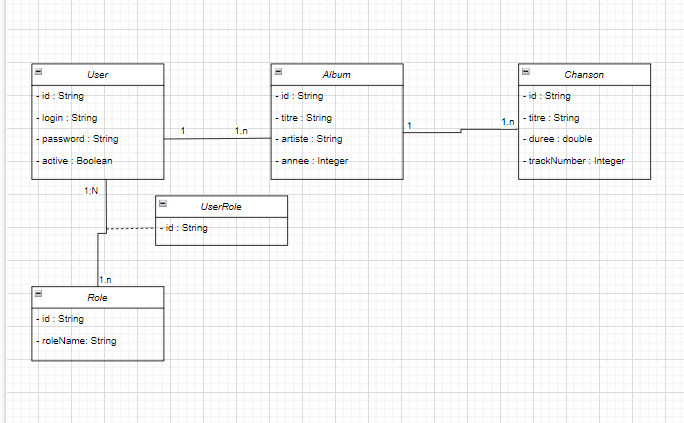 User
- id : String
- login : String
- password : String
- active : Boolean
1
1.n
Album
- id : String
- titre : String
- artiste : String
- annee : Integer
1
1.n
Chanson
- id : String
- titre : String
- duree : double
- trackNumber : Integer
1;N
UserRole
- id : String
1.n
Role
- id : String
- roleName: String